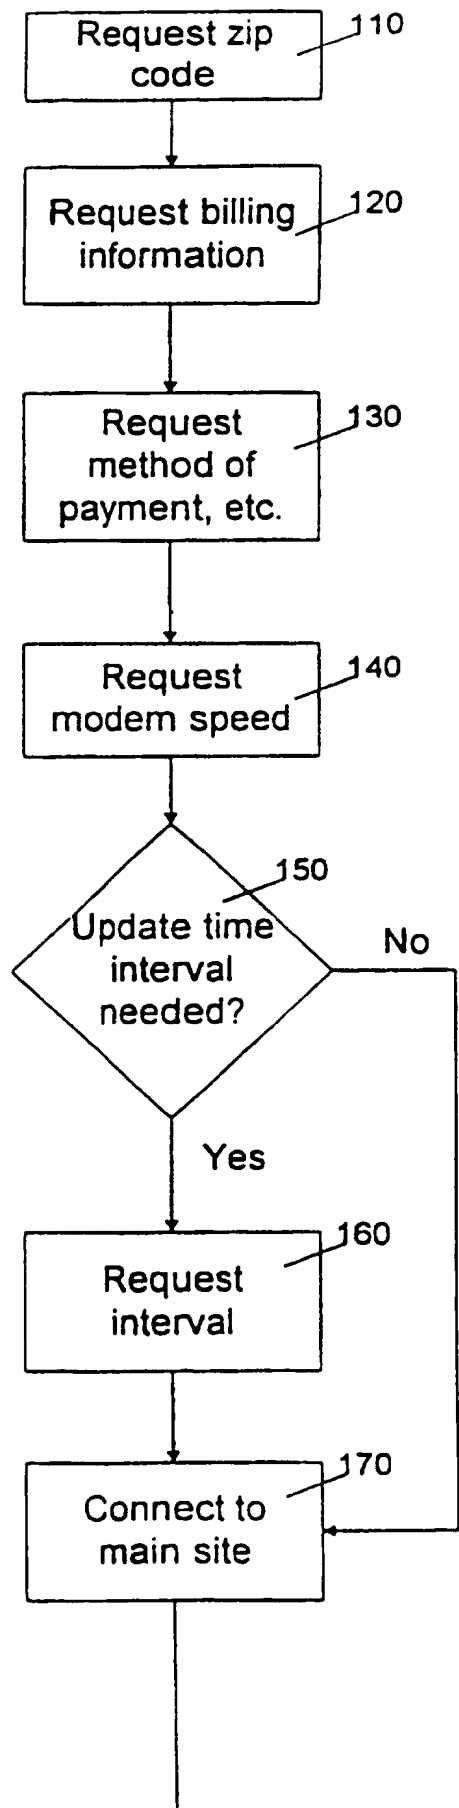 110
Request zip
code
120
Request billing
information
130
Request
method of
payment, etc.
140
Request
modem speed
150
Update time
interval
needed?
No
Yes
160
Request
interval
170
Connect to
main site